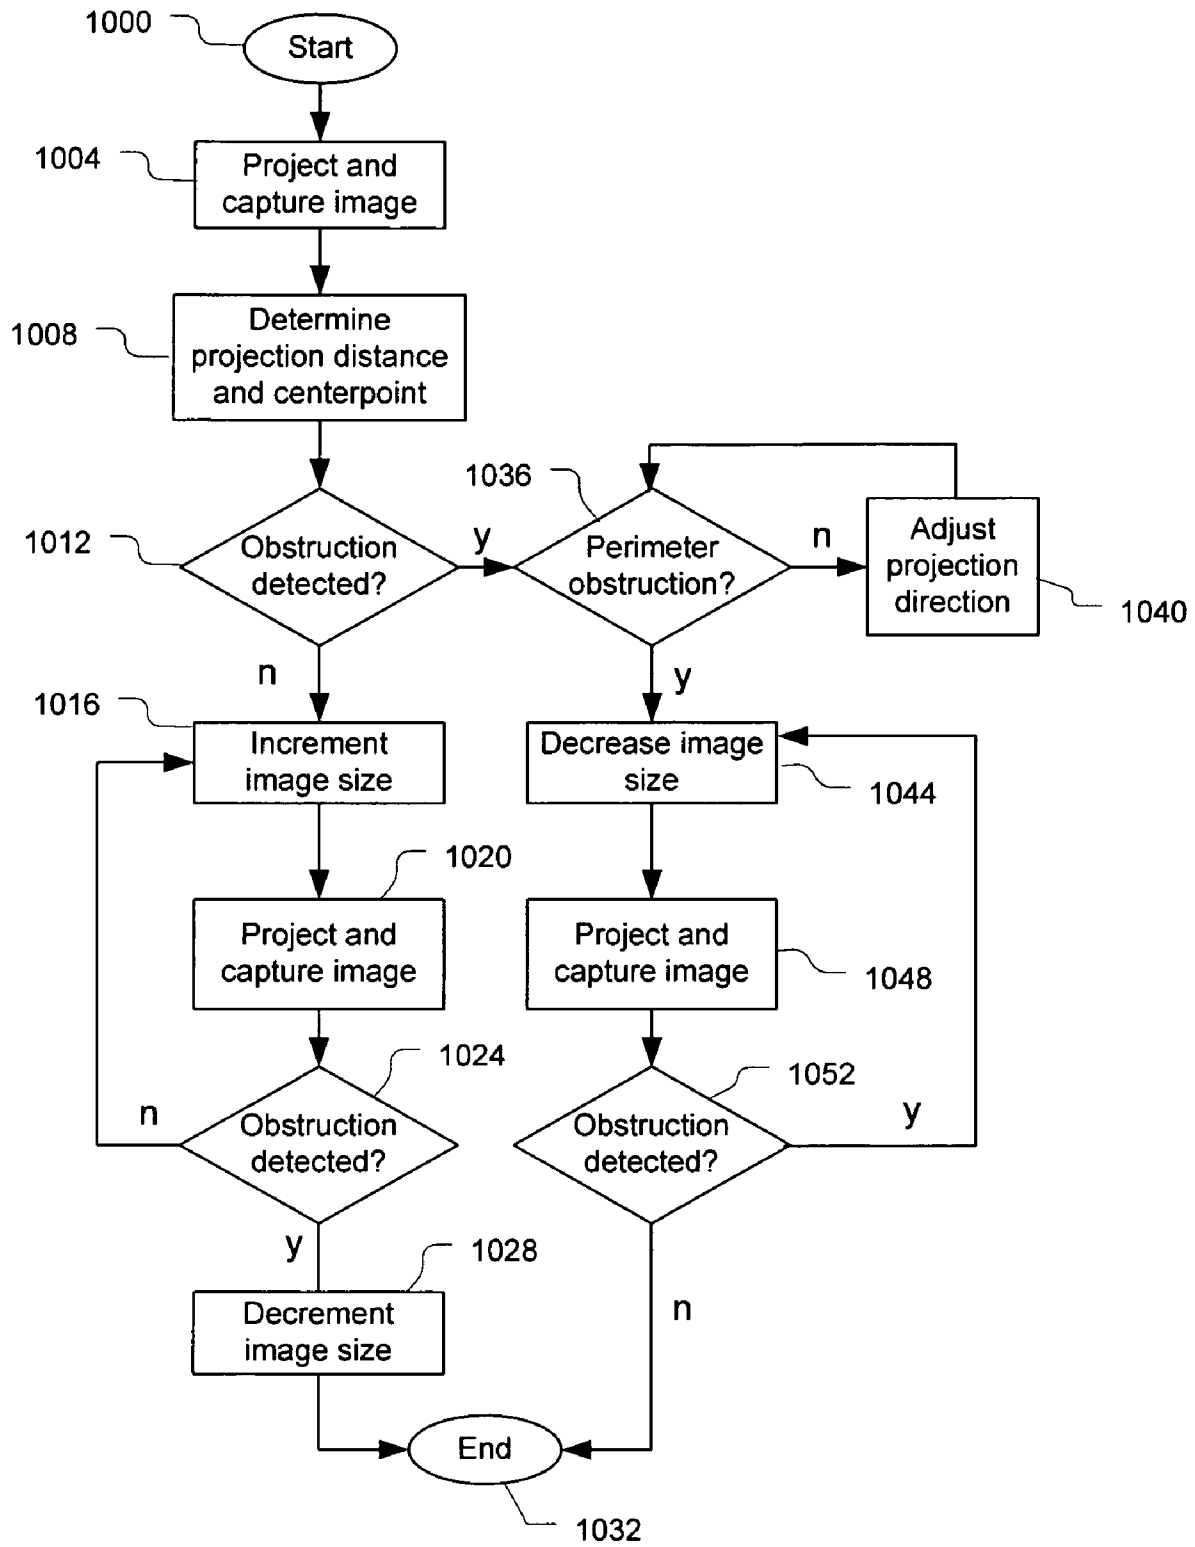 1000
Start
1004
Project and
capture image
1008
Determine
projection distance
and centerpoint
1012
Obstruction
detected?
y
1036
Perimeter
obstruction?
n
Adjust
projection
direction
1040
n
y
1016
Increment
image size
Decrease image
size
1044
1020
Project and
capture image
Project and
capture image
1048
1024
Obstruction
detected?
n
1052
Obstruction
detected?
y
y
1028
Decrement
image size
n
End
1032